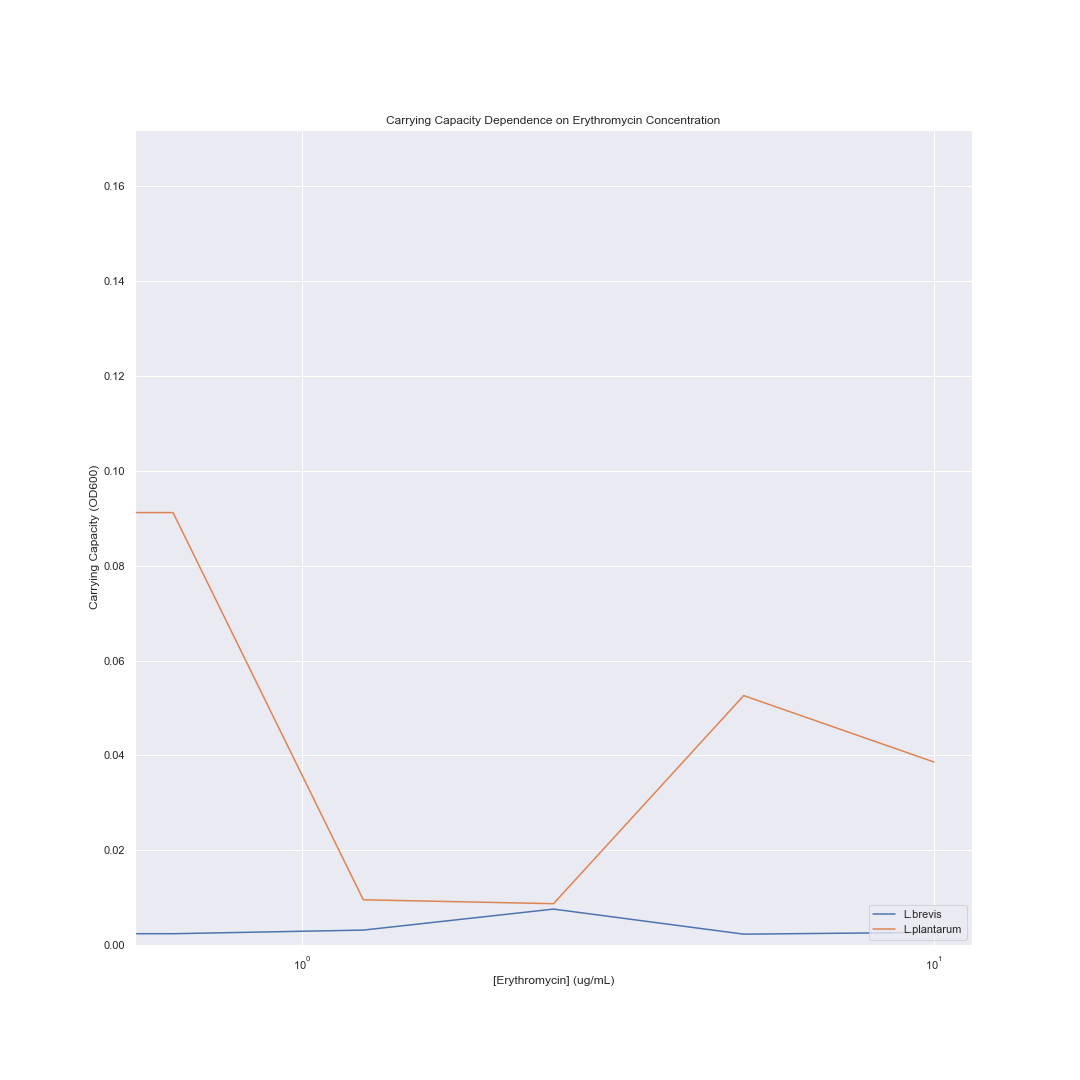 Carrying Capacity Dependence on Erythromycin Concentration
Carrying Capacity (OD600)
0.16
0.14
0.12
0.10
0.08
0.06
0.04
0.02
0.00
L.brevis
L.plantarum
10⁰
10¹
[Erythromycin] (ug/mL)